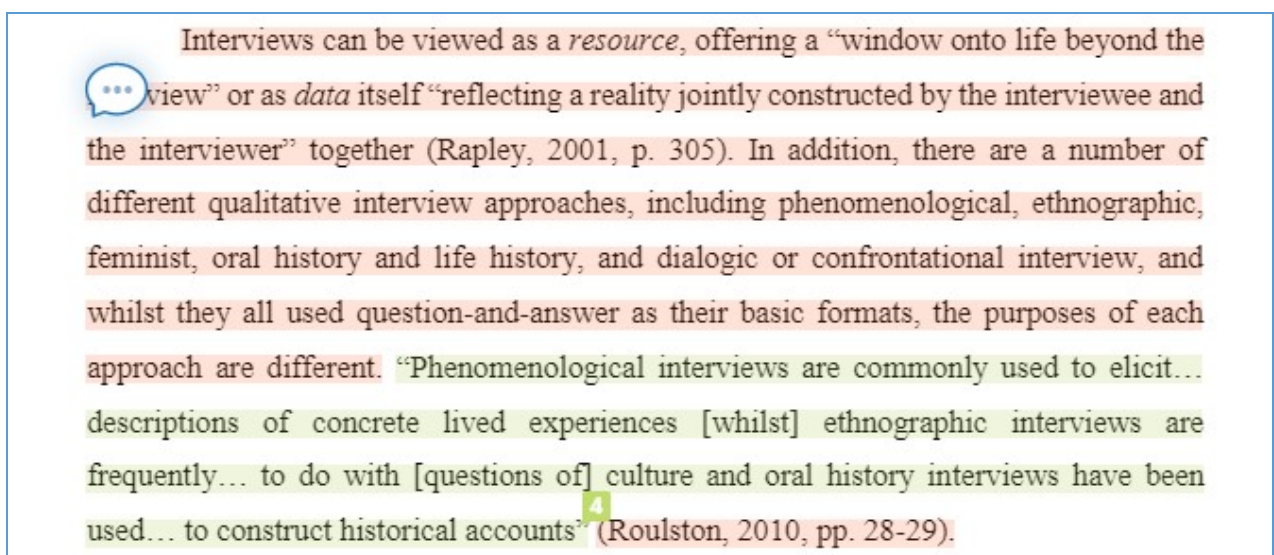 Interviews can be viewed as a resource, offering a “window onto life beyond the
view” or as data itself “reflecting a reality jointly constructed by the interviewee and
the interviewer” together (Rapley, 2001, p. 305). In addition, there are a number of
different qualitative interview approaches, including phenomenological, ethnographic,
feminist, oral history and life history, and dialogic or confrontational interview, and
whilst they all used question-and-answer as their basic formats, the purposes of each
approach are different. “Phenomenological interviews are commonly used to elicit…
descriptions of concrete lived experiences [whilst] ethnographic interviews are
frequently… to do with [questions of] culture and oral history interviews have been
used… to construct historical accounts” 4 (Roulston, 2010, pp. 28-29).